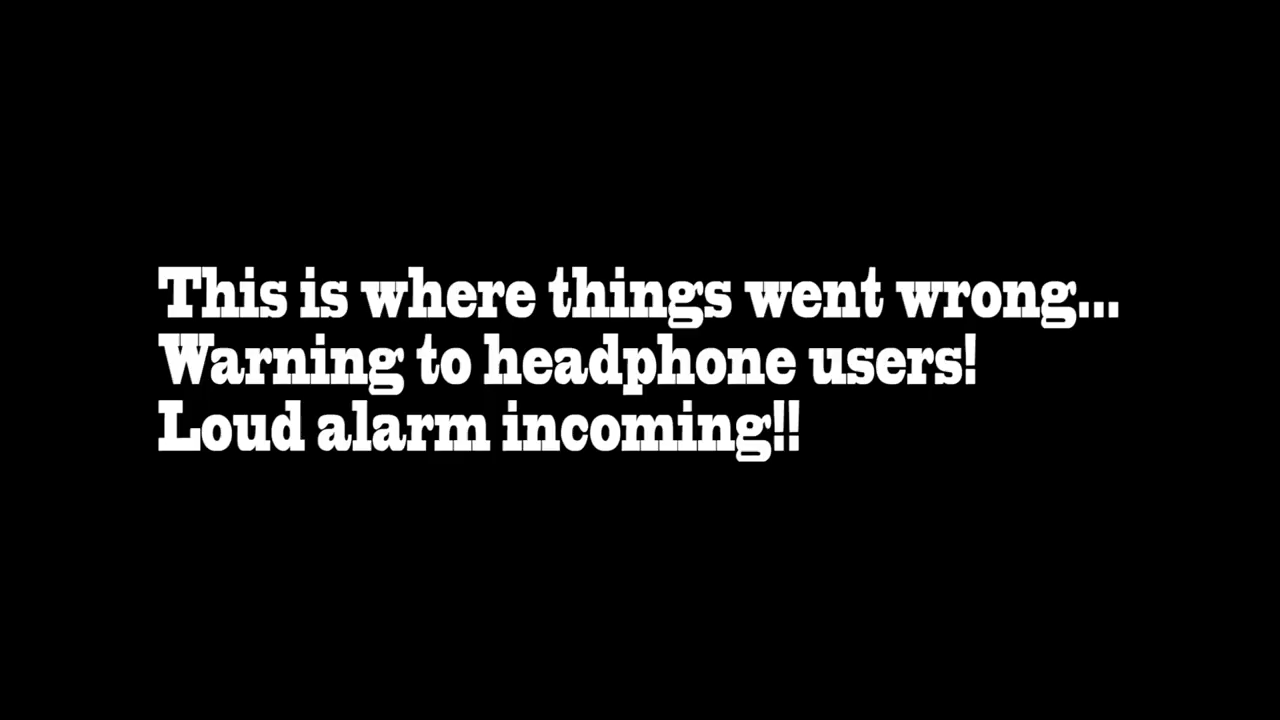 This is where things went wrong...
Warning to headphone users!
Loud alarm incoming!!